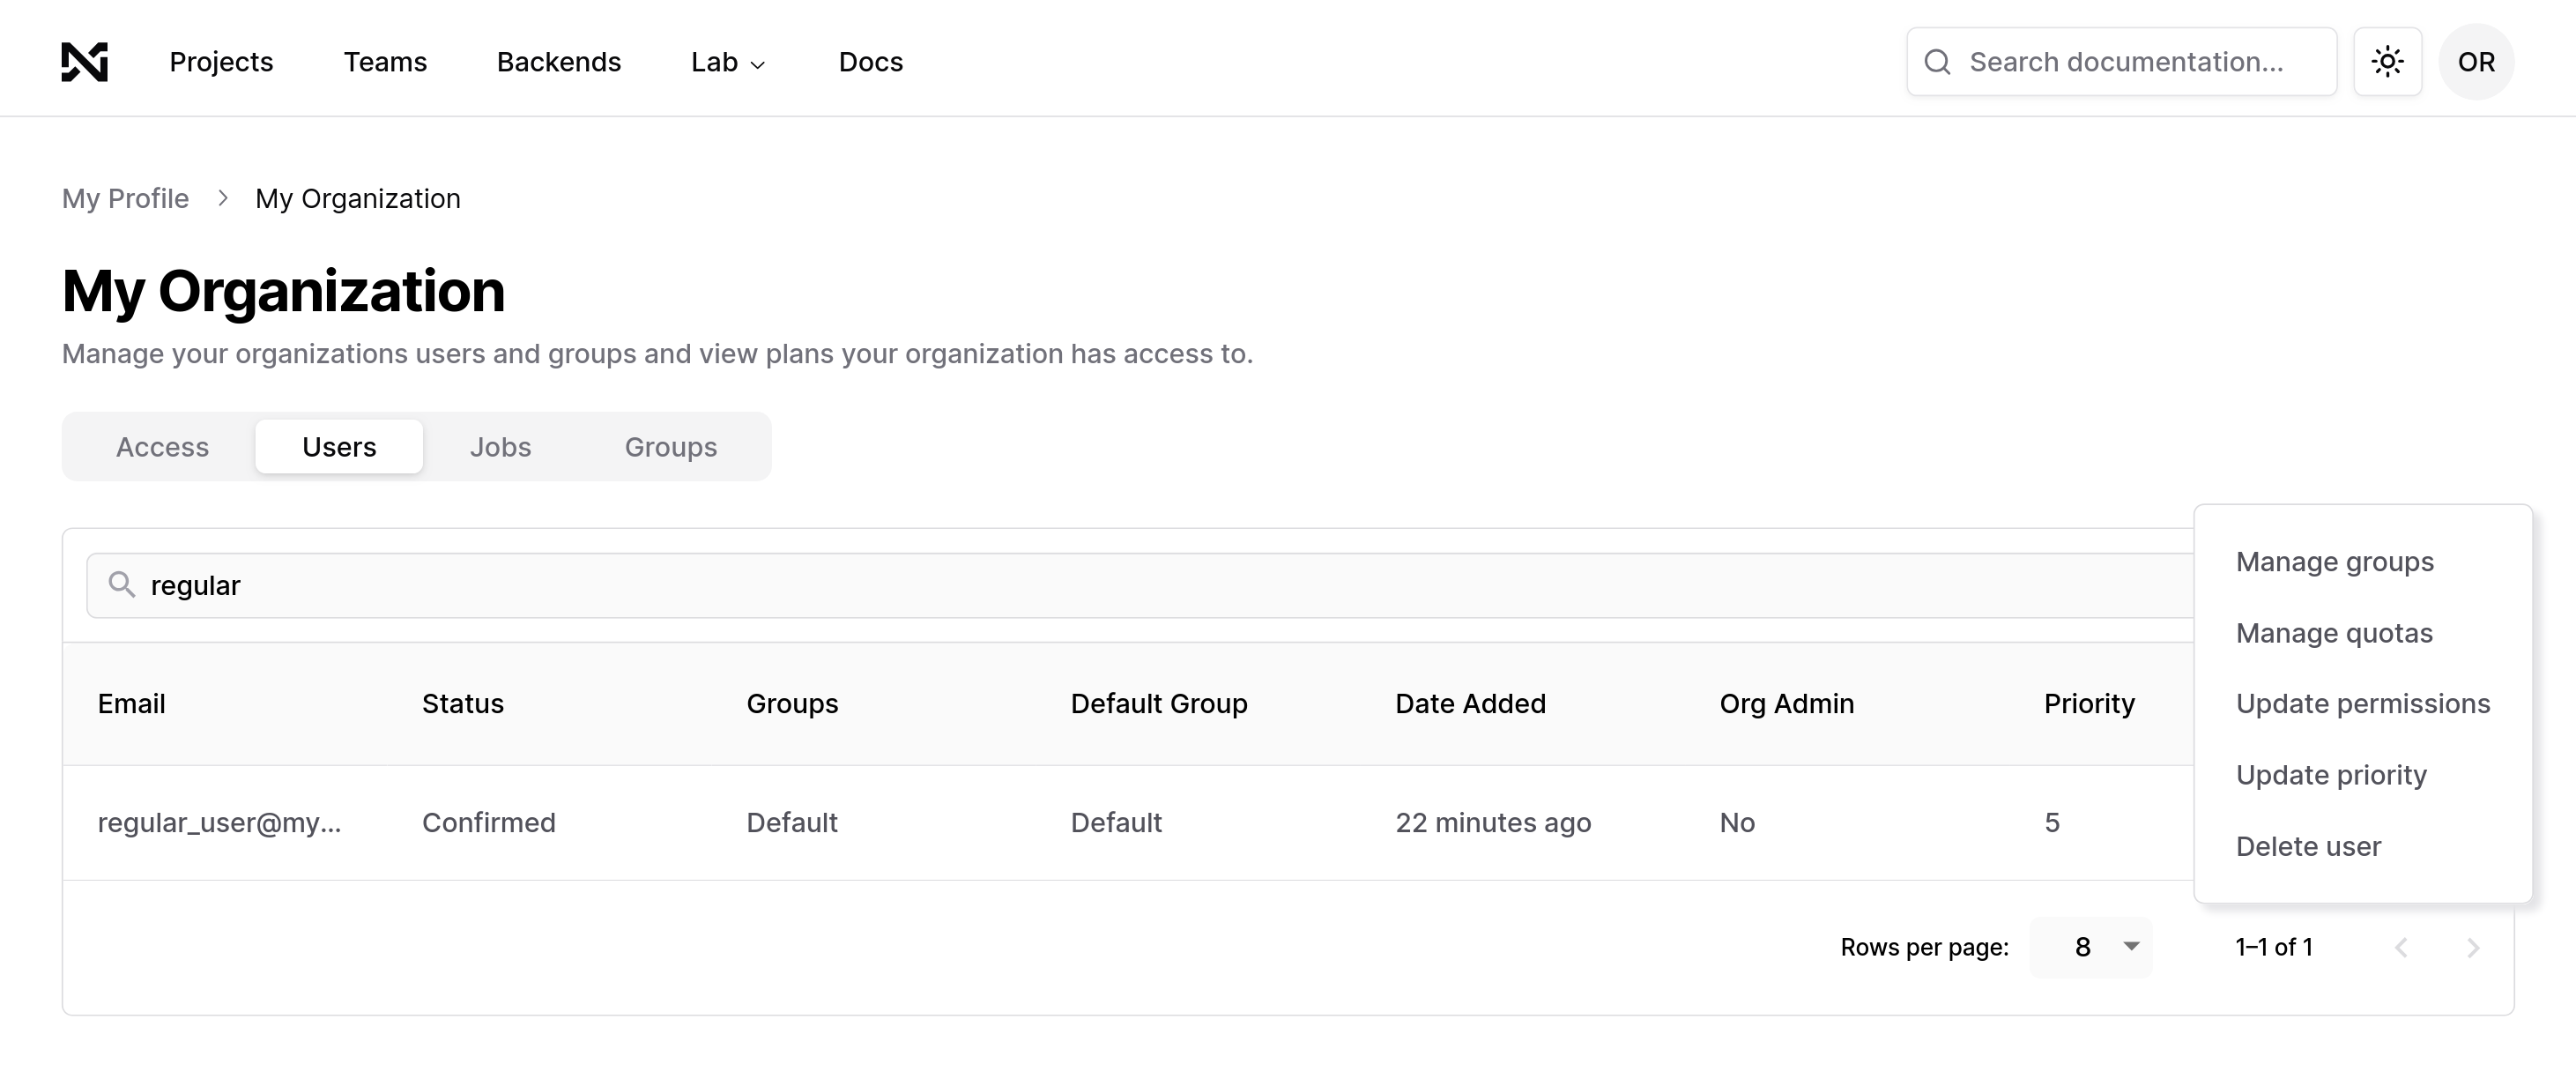 Projects Teams Backends Lab Docs Search documentation... OR
My Profile My Organization
My Organization
Manage your organizations users and groups and view plans your organization has access to.
Access Users Jobs Groups
regular
Email Status Groups Default Group Date Added Org Admin Priority
regular_user@my... Confirmed Default Default 22 minutes ago No 5
Manage groups
Manage quotas
Update permissions
Update priority
Delete user
Rows per page: 8 1–1 of 1